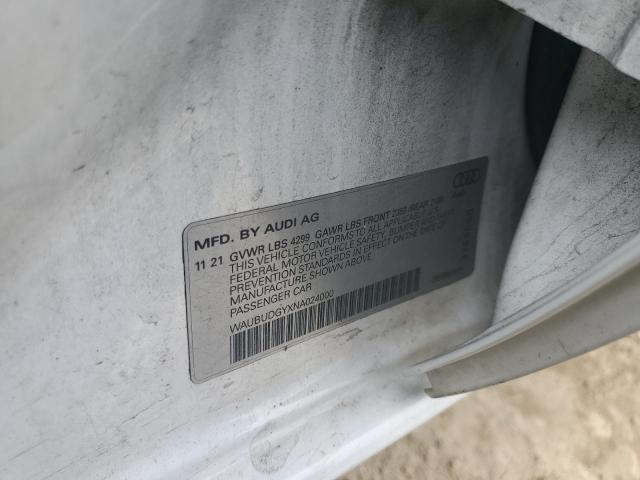 MFD. BY AUDI AG
11 21 GVWR LBS 4299 GAWR LBS FRONT 2359 /REAR
THIS VEHICLE CONFORMS TO ALL APPLICABLE
FEDERAL MOTOR VEHICLE SAFETY, BUMPER AND THEFT
PREVENTION STANDARDS IN EFFECT ON THE DATE OF
MANUFACTURE SHOWN ABOVE.
PASSENGER CAR
WAUBUDGYXNA024000